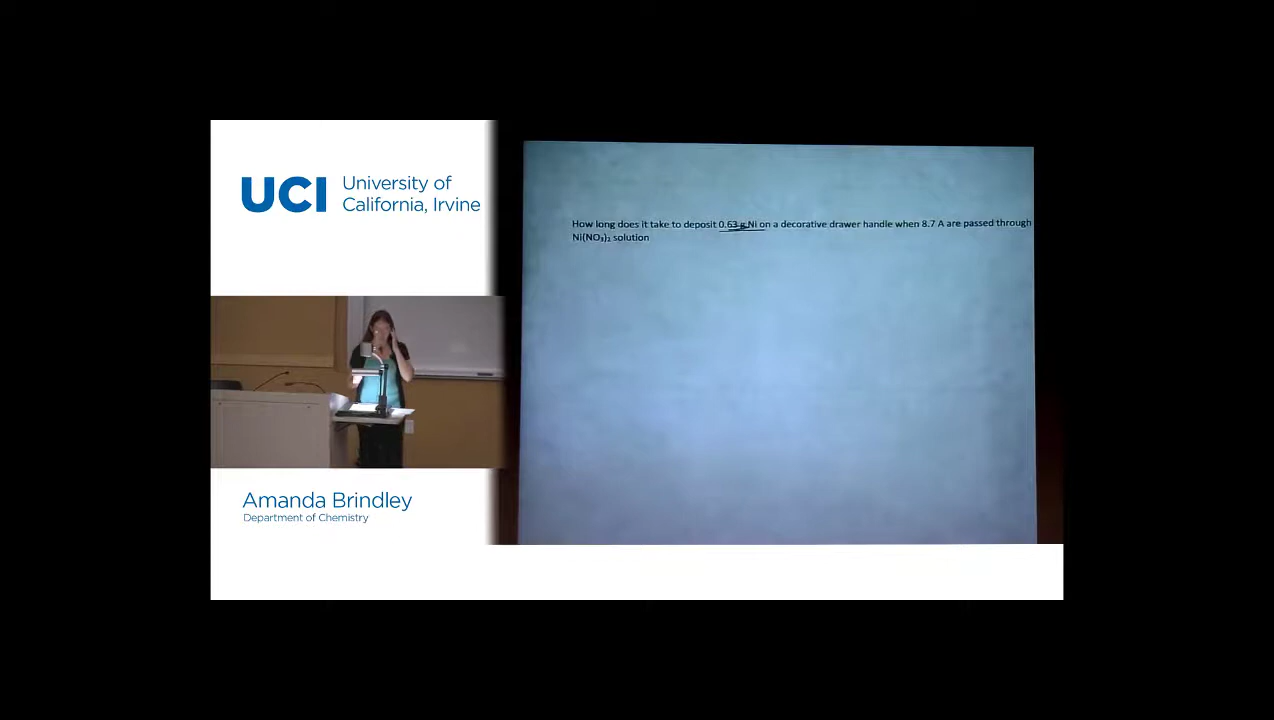 UCI University of
California, Irvine
How long does it take to deposit 0.63 g Ni on a decorative drawer handle when 8.7 A are passed through
Ni(NO₃)₂ solution
Amanda Brindley
Department of Chemistry